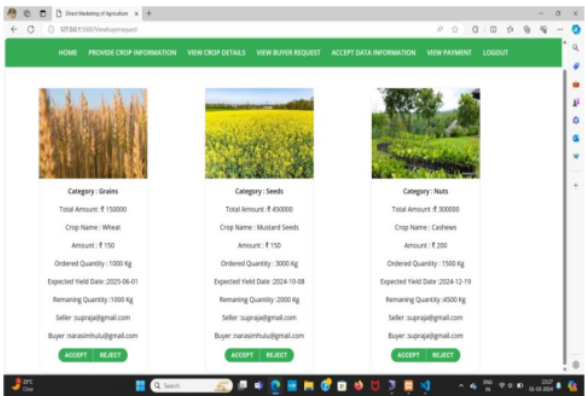 Direct Marketing of Agriculture
127.0.0.1:5000/Viewbuyerrequest
HOME PROVIDE CROP INFORMATION VIEW CROP DETAILS VIEW BUYER REQUEST ACCEPT DATA INFORMATION VIEW PAYMENT LOGOUT
Category : Grains
Total Amount :₹ 150000
Crop Name : Wheat
Amount : ₹ 150
Ordered Quantity : 1000 Kg
Expected Yield Date :2025-06-01
Remaning Quantity :1000 Kg
Seller :supraja@gmail.com
Buyer :narasimhulu@gmail.com
ACCEPT REJECT
Category : Seeds
Total Amount :₹ 450000
Crop Name : Mustard Seeds
Amount : ₹ 150
Ordered Quantity : 3000 Kg
Expected Yield Date :2024-10-08
Remaning Quantity :2000 Kg
Seller :supraja@gmail.com
Buyer :narasimhulu@gmail.com
ACCEPT REJECT
Category : Nuts
Total Amount :₹ 300000
Crop Name : Cashews
Amount : ₹ 200
Ordered Quantity : 1500 Kg
Expected Yield Date :2024-12-19
Remaning Quantity :4500 Kg
Seller :supraja@gmail.com
Buyer :supraja@gmail.com
ACCEPT REJECT
Clear
Search
ENG
IN